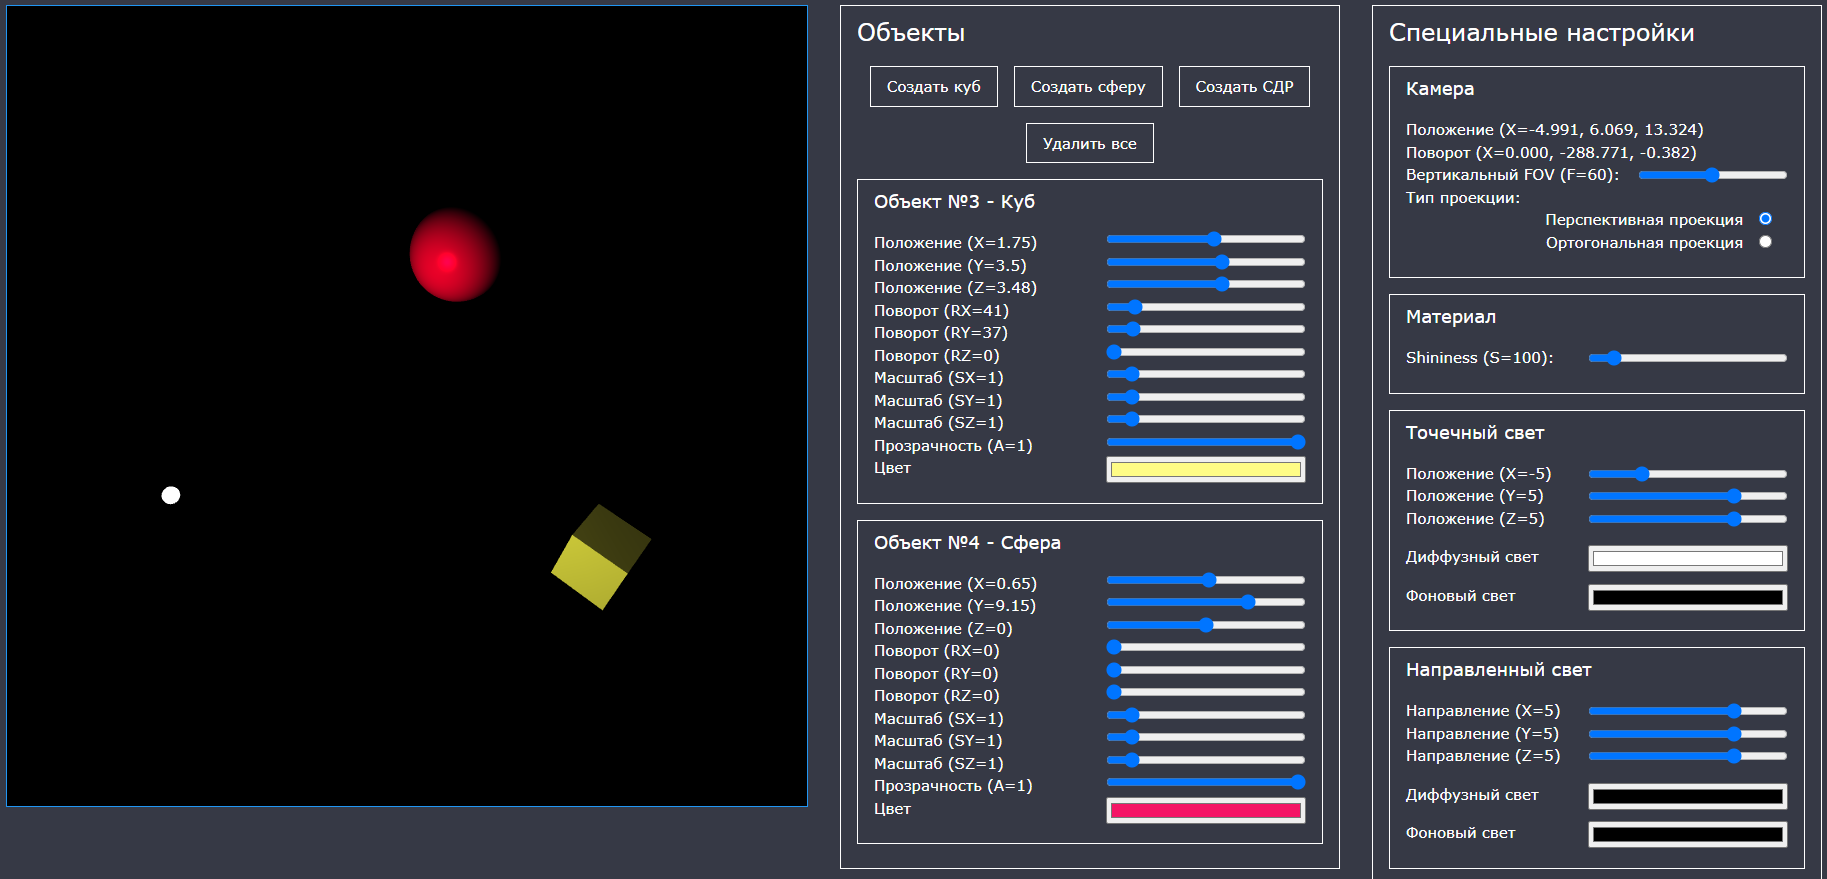 Объекты
Создать куб
Создать сферу
Создать СДР
Удалить все
Объект №3 - Куб
Положение (X=1.75)
Положение (Y=3.5)
Положение (Z=3.48)
Поворот (RX=41)
Поворот (RY=37)
Поворот (RZ=0)
Масштаб (SX=1)
Масштаб (SY=1)
Масштаб (SZ=1)
Прозрачность (A=1)
Цвет
Объект №4 - Сфера
Положение (X=0.65)
Положение (Y=9.15)
Положение (Z=0)
Поворот (RX=0)
Поворот (RY=0)
Поворот (RZ=0)
Масштаб (SX=1)
Масштаб (SY=1)
Масштаб (SZ=1)
Прозрачность (A=1)
Цвет
Специальные настройки
Камера
Положение (X=-4.991, 6.069, 13.324)
Поворот (X=0.000, -288.771, -0.382)
Вертикальный FOV (F=60):
Тип проекции:
Перспективная проекция
Ортогональная проекция
Материал
Shininess (S=100):
Точечный свет
Положение (X=-5)
Положение (Y=5)
Положение (Z=5)
Диффузный свет
Фоновый свет
Направленный свет
Направление (X=5)
Направление (Y=5)
Направление (Z=5)
Диффузный свет
Фоновый свет